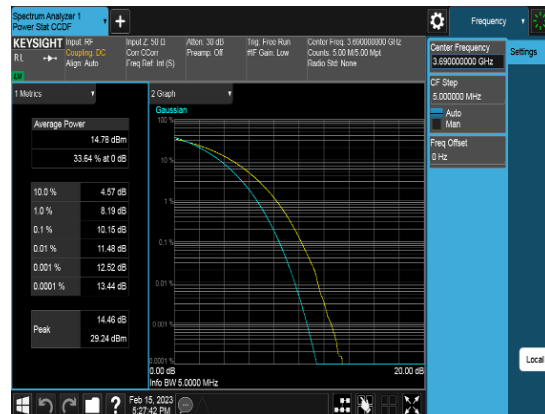 Spectrum Analyzer 1
Power Stat CCDF
+
Frequency
KEYSIGHT
RL
Input: RF
Coupling: DC
Align: Auto
Input Z: 50 Ω
Corr CCorr
Freq Ref: Int (S)
Atten: 30 dB
Preamp: Off
Trig: Free Run
#IF Gain: Low
Center Freq: 3.690000000 GHz
Counts: 5.00 M/5.00 Mpt
Radio Std: None
Center Frequency
3.690000000 GHz
Settings
CF Step
5.000000 MHz
Auto
Man
Freq Offset
0 Hz
1 Metrics
Average Power
14.78 dBm
33.64 % at 0 dB
10.0 % 4.57 dB
1.0 % 8.19 dB
0.1 % 10.15 dB
0.01 % 11.48 dB
0.001 % 12.52 dB
0.0001 % 13.44 dB
Peak
14.46 dB
29.24 dBm
2 Graph
Gaussian
100 %
10 %
1 %
0.1 %
0.01 %
0.001 %
0.0001 %
0.00 dB 20.00 dB
Info BW 5.0000 MHz
Local
?
Feb 15, 2023
5:27:42 PM